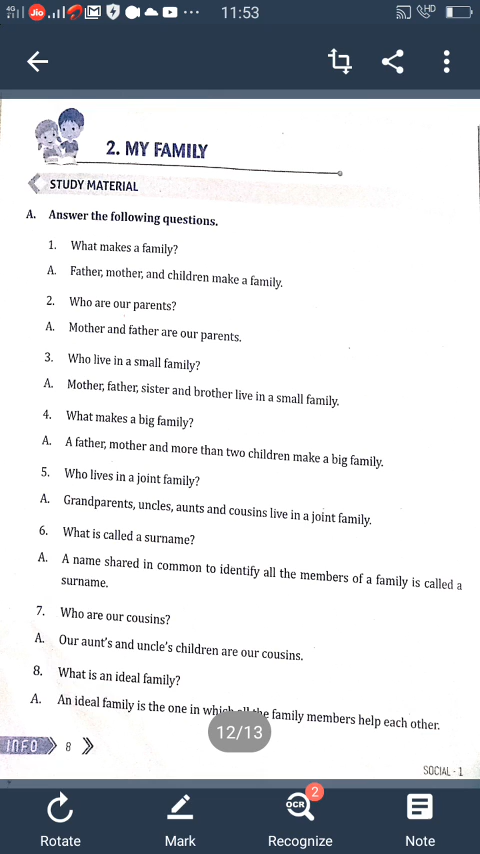 4G
Jio
11:53
HD
2. MY FAMILY
STUDY MATERIAL
A. Answer the following questions.
1. What makes a family?
A. Father, mother, and children make a family.
2. Who are our parents?
A. Mother and father are our parents.
3. Who live in a small family?
A. Mother, father, sister and brother live in a small family.
4. What makes a big family?
A. A father, mother and more than two children make a big family.
5. Who lives in a joint family?
A. Grandparents, uncles, aunts and cousins live in a joint family.
6. What is called a surname?
A. A name shared in common to identify all the members of a family is called a
surname.
7. Who are our cousins?
A. Our aunt's and uncle's children are our cousins.
8. What is an ideal family?
A. An ideal family is the one in which all the family members help each other.
12/13
INFO 8
SOCIAL - 1
OCR 2
Rotate Mark Recognize Note